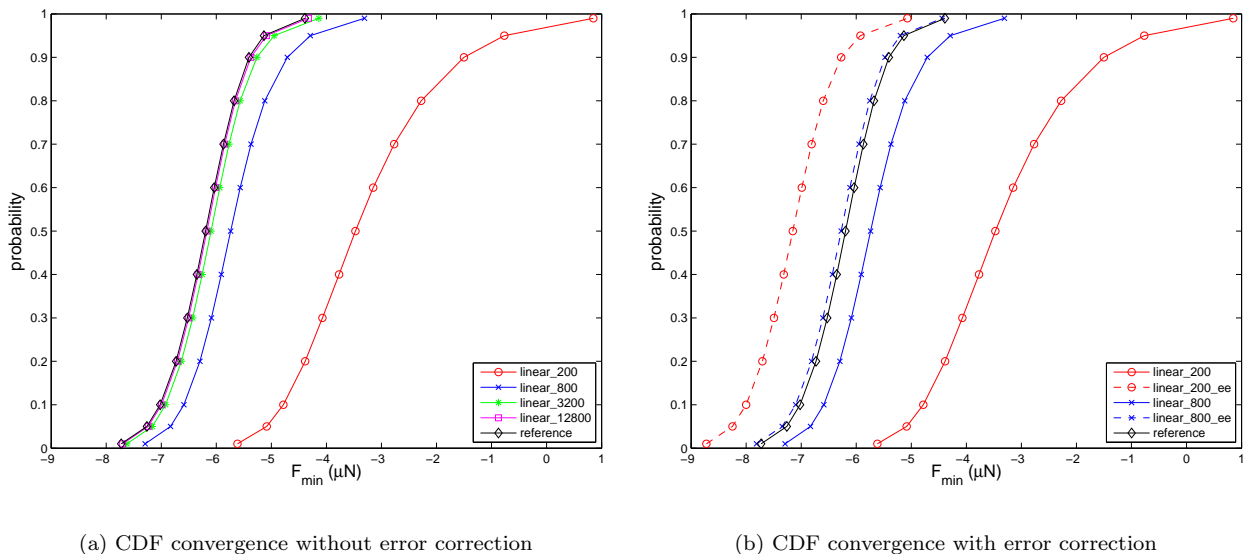 1
0.9
0.8
0.7
0.6
0.5
0.4
0.3
0.2
0.1
0
probability
−9 −8 −7 −6 −5 −4 −3 −2 −1 0 1
F_min (μN)
linear_200
linear_800
linear_3200
linear_12800
reference
(a) CDF convergence without error correction
1
0.9
0.8
0.7
0.6
0.5
0.4
0.3
0.2
0.1
0
probability
−9 −8 −7 −6 −5 −4 −3 −2 −1 0 1
F_min (μN)
linear_200
linear_200_ee
linear_800
linear_800_ee
reference
(b) CDF convergence with error correction